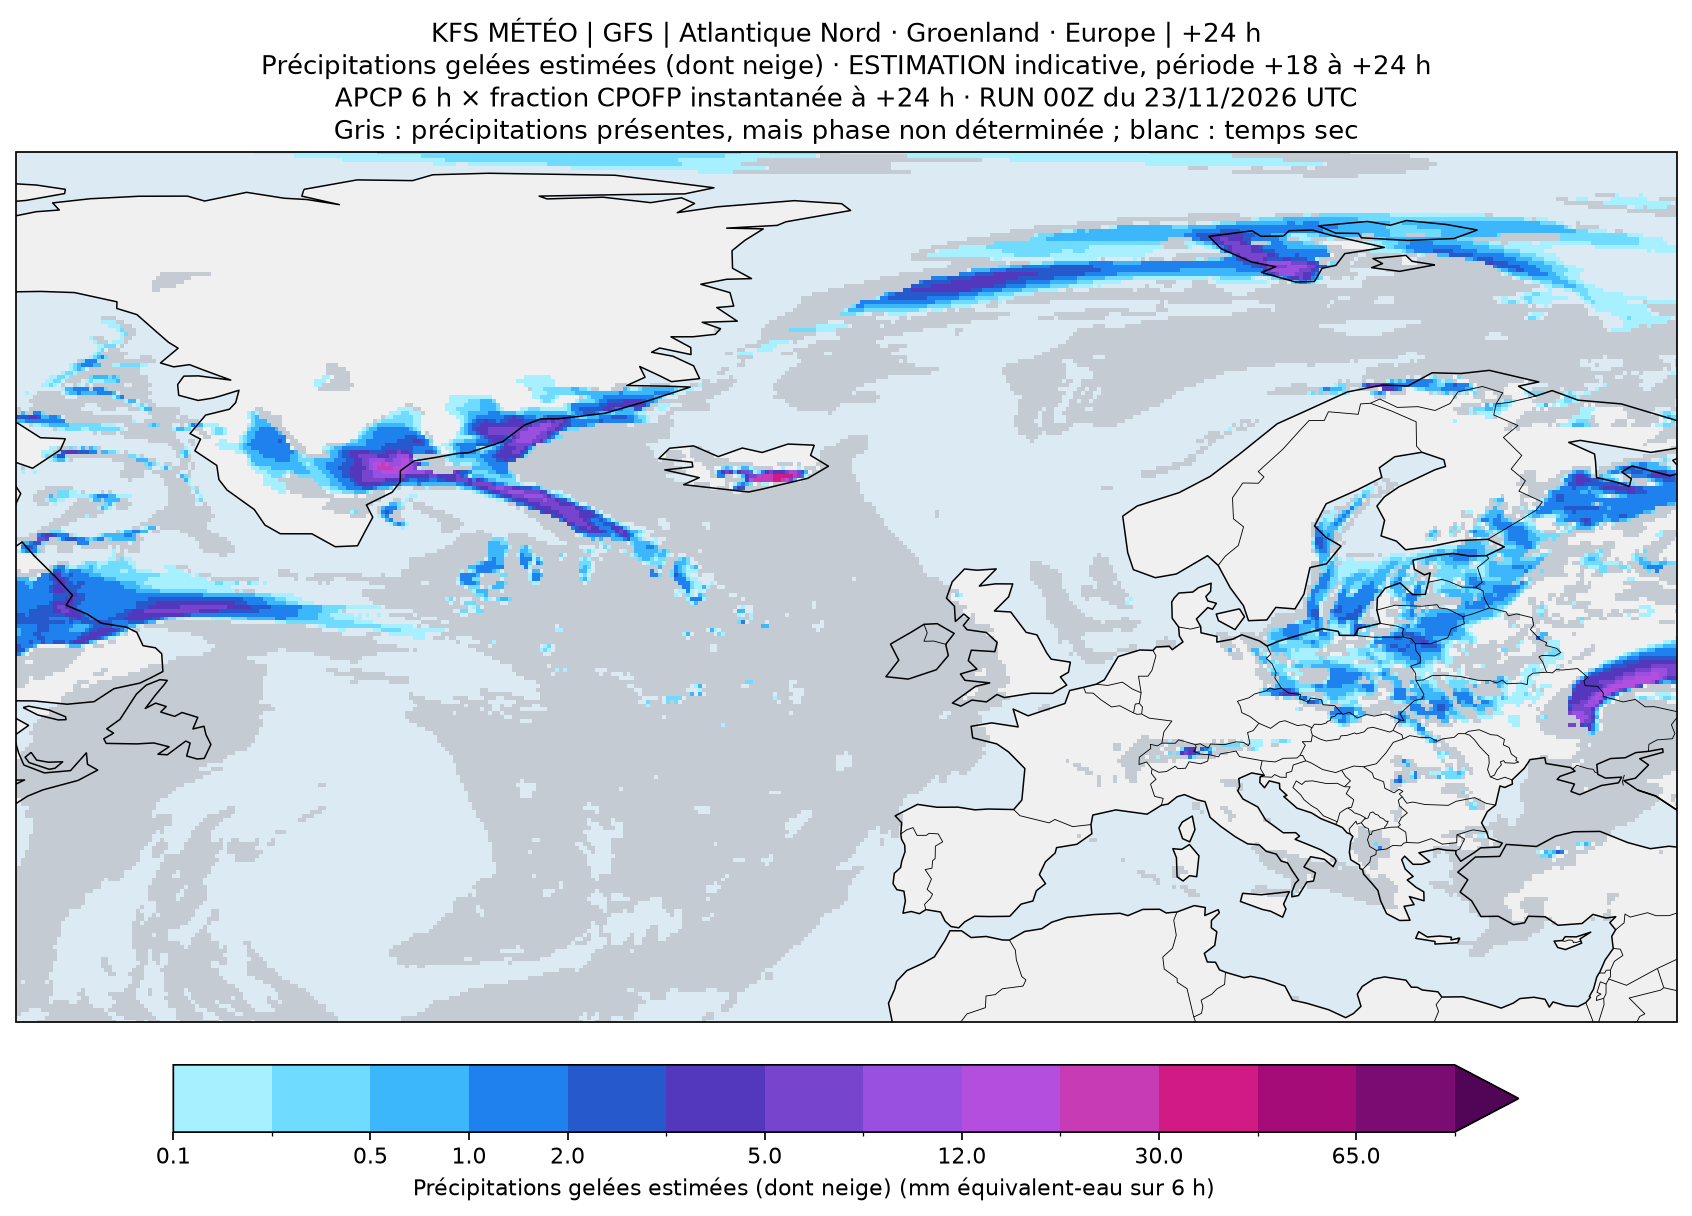 KFS MÉTÉO | GFS | Atlantique Nord · Groenland · Europe | +24 h
Précipitations gelées estimées (dont neige) · ESTIMATION indicative, période +18 à +24 h
APCP 6 h × fraction CPOFP instantanée à +24 h · RUN 00Z du 23/11/2026 UTC
Gris : précipitations présentes, mais phase non déterminée ; blanc : temps sec
0.1 0.5 1.0 2.0 5.0 12.0 30.0 65.0
Précipitations gelées estimées (dont neige) (mm équivalent-eau sur 6 h)